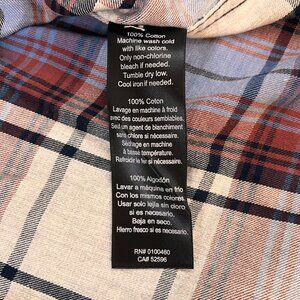 100% Cotton
Machine wash cold
with like colors.
Only non-chlorine
bleach if needed.
Tumble dry low.
Cool iron if needed.
100% Coton
Lavage en machine à froid
avec des couleurs semblables.
Seul un agent de blanchiment
sans chlore si nécessaire.
Séchage en machine
à basse température.
Refroidir le fer si nécessaire.
100% Algodón
Lavar a máquina en frío
Con los mismos colores.
Usar solo lejía sin cloro
si es necesario.
Baja en seco.
Hierro fresco si es necesario.
RN# 0100460
CA# 52596